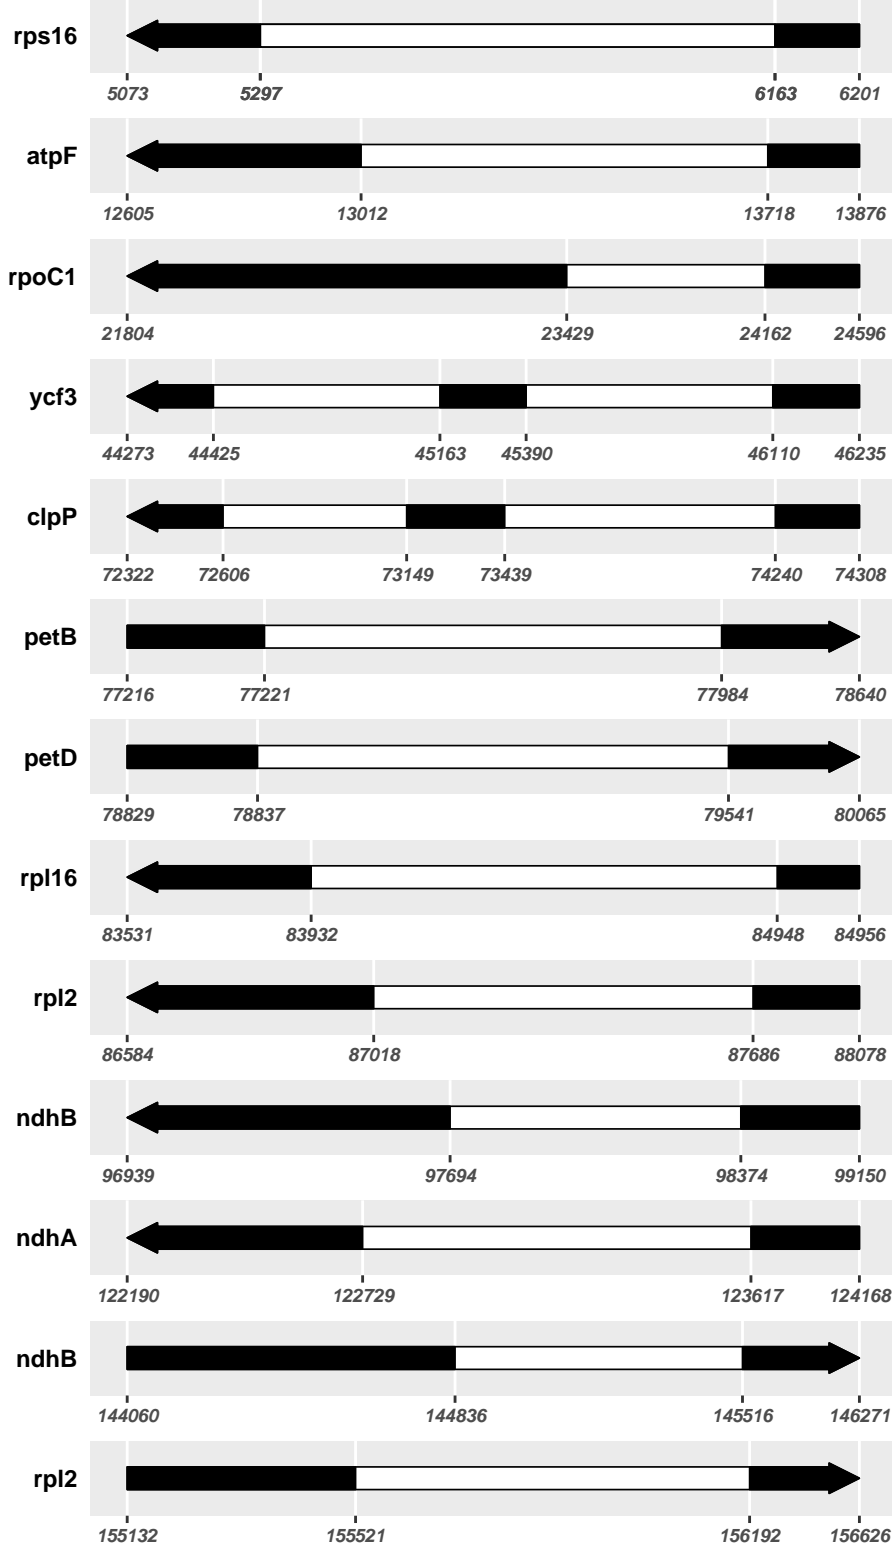 rps16
5073 5297 6163 6201
atpF
12605 13012 13718 13876
rpoC1
21804 23429 24162 24596
ycf3
44273 44425 45163 45390 46110 46235
clpP
72322 72606 73149 73439 74240 74308
petB
77216 77221 77984 78640
petD
78829 78837 79541 80065
rpl16
83531 83932 84948 84956
rpl2
86584 87018 87686 88078
ndhB
96939 97694 98374 99150
ndhA
122190 122729 123617 124168
ndhB
144060 144836 145516 146271
rpl2
155132 155521 156192 156626